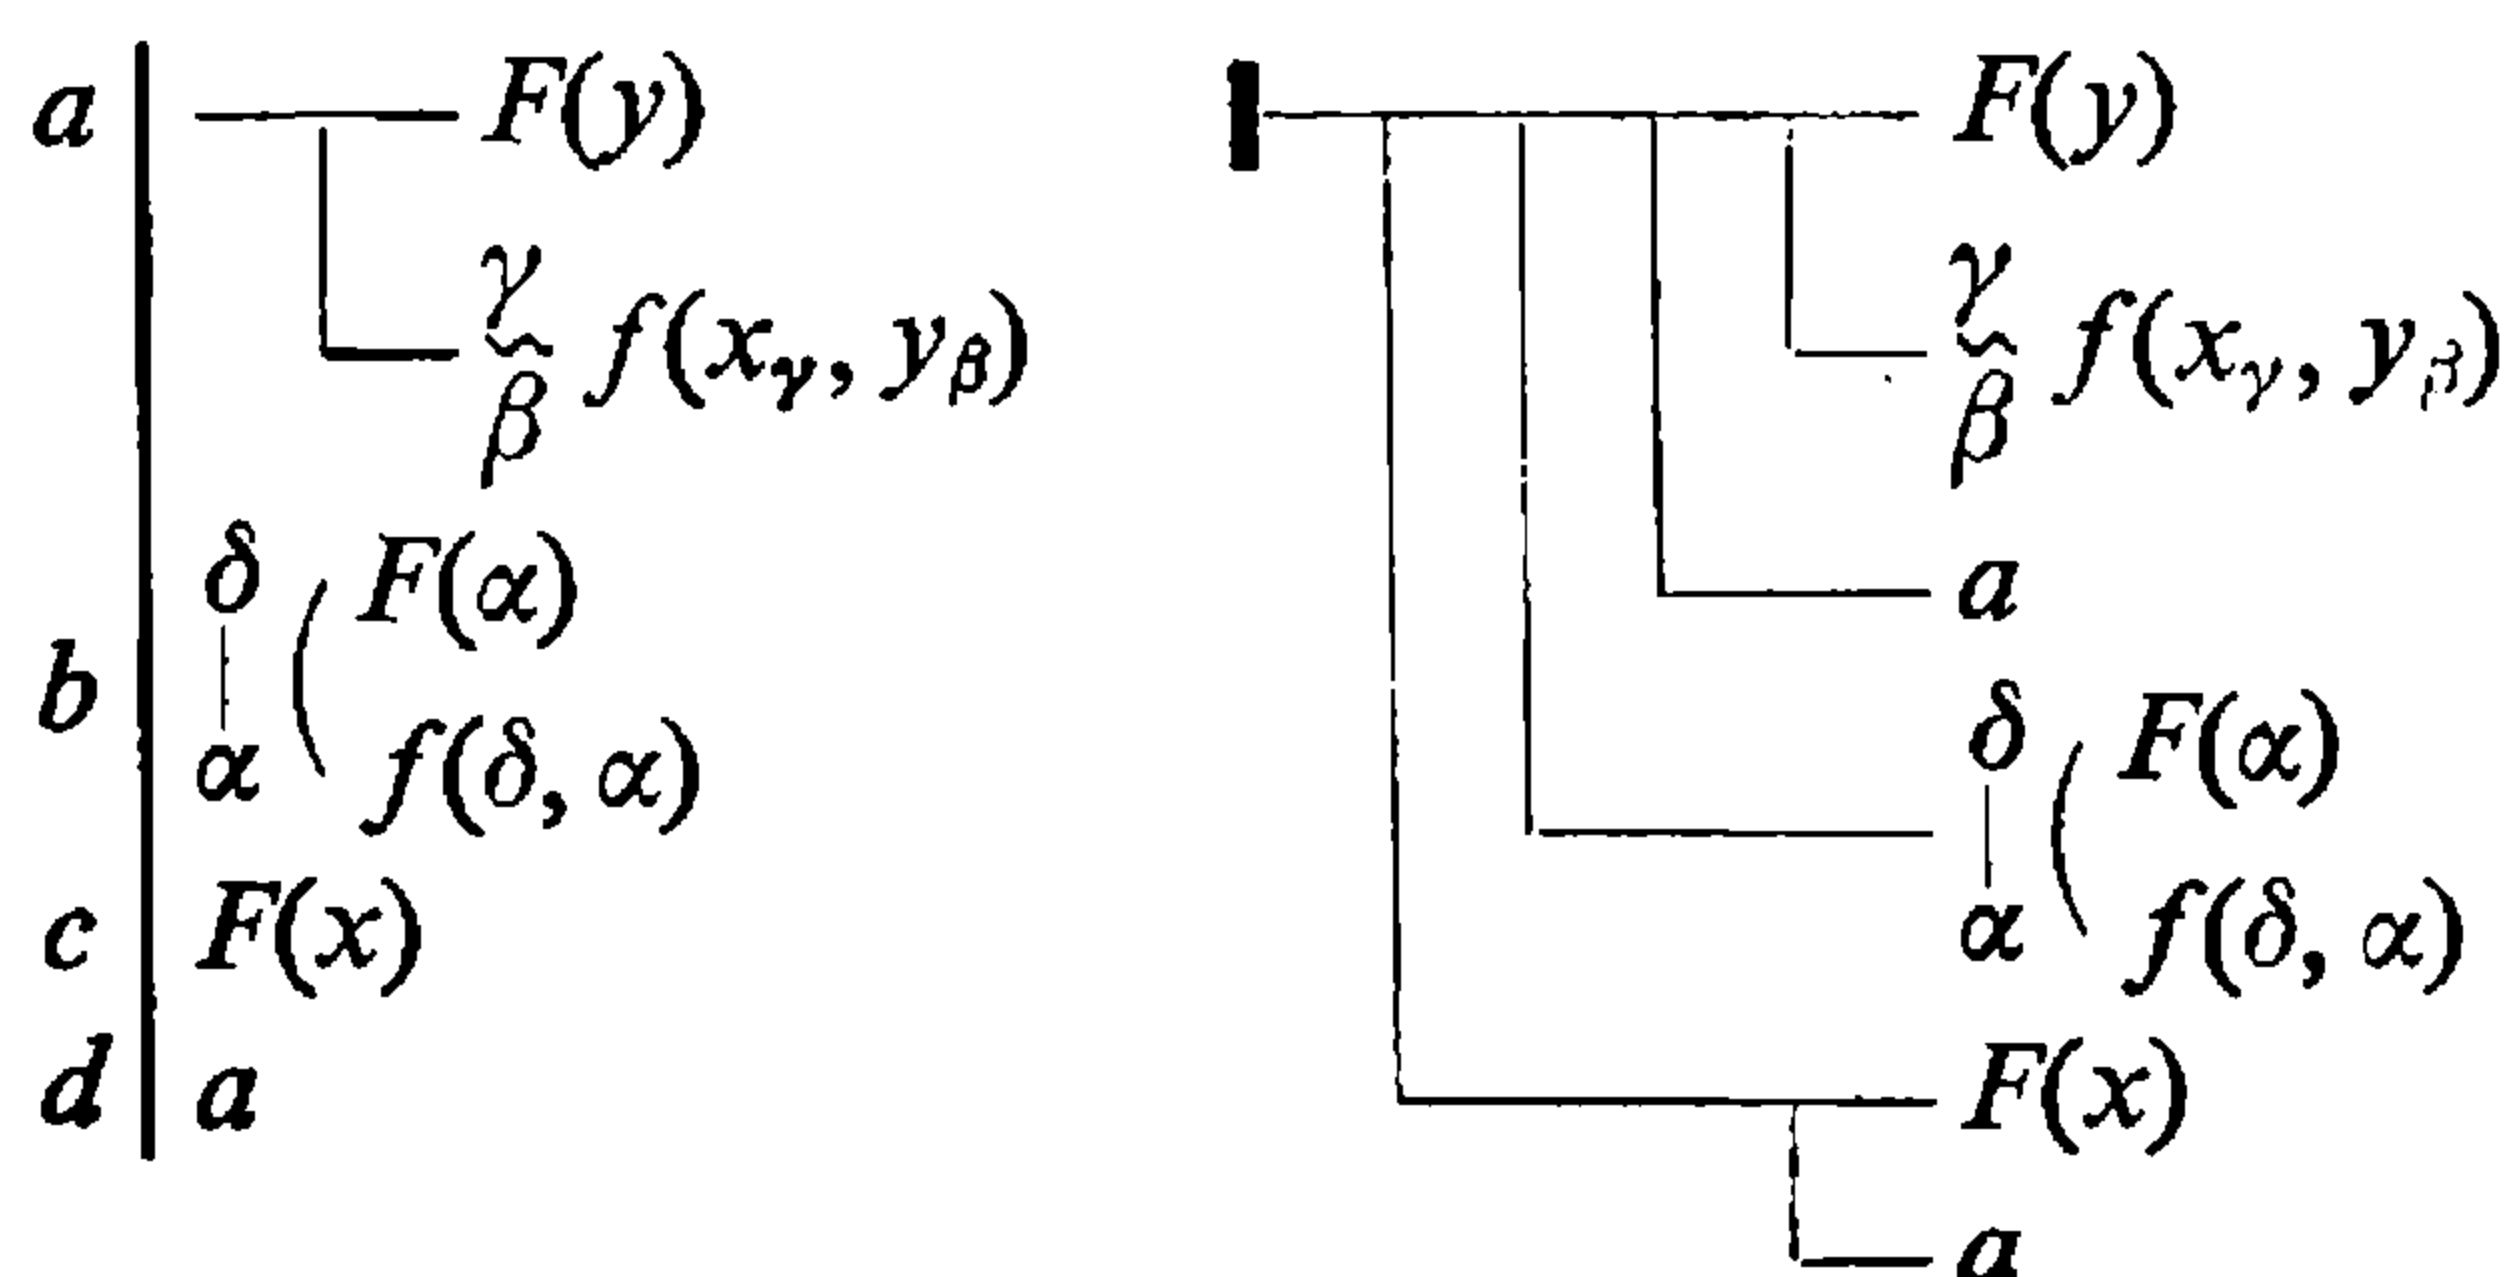 a F(y) F(y)
γ γ
f(x_γ, y_β) f(x_γ, y_β)
β β
a
δ F(α)
b δ F(α)
α f(δ, α)
c F(x) α f(δ, α)
d a F(x)
a